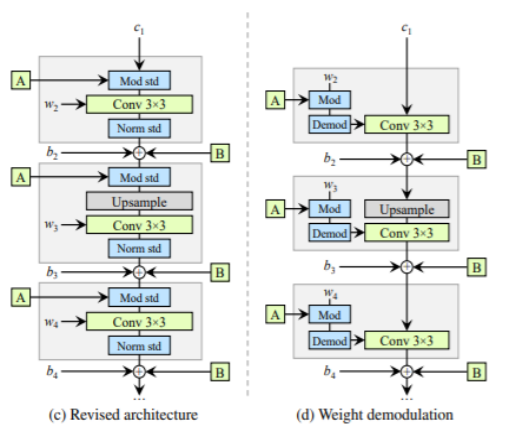 c1
A
Mod std
w2
Conv 3×3
Norm std
b2
+
B
A
Mod std
Upsample
w3
Conv 3×3
Norm std
b3
+
B
A
Mod std
w4
Conv 3×3
Norm std
b4
+
B
...
(c) Revised architecture
c1
w2
A
Mod
Demod
Conv 3×3
b2
+
B
w3
A
Mod
Upsample
Demod
Conv 3×3
b3
+
B
w4
A
Mod
Demod
Conv 3×3
b4
+
B
...
(d) Weight demodulation